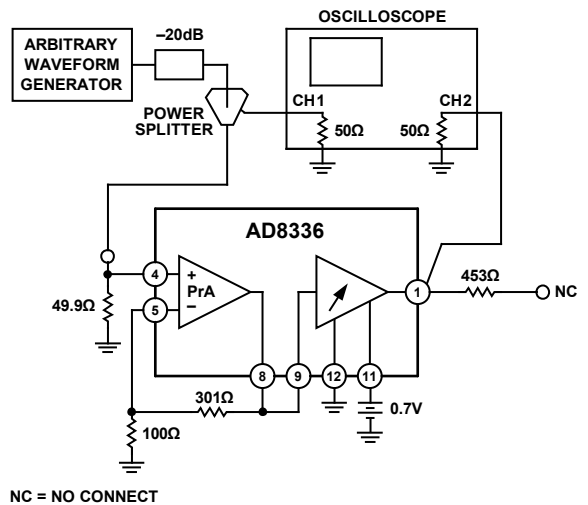 OSCILLOSCOPE
ARBITRARY
WAVEFORM
GENERATOR
–20dB
POWER
SPLITTER
CH1
CH2
50Ω
50Ω
AD8336
4
+
PrA
5
–
49.9Ω
1
453Ω
NC
8
9
12
11
301Ω
100Ω
0.7V
NC = NO CONNECT